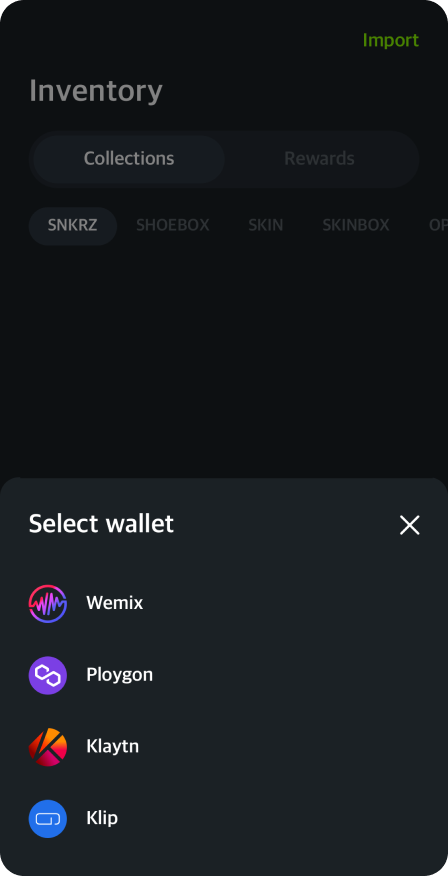 Import
Inventory
Collections Rewards
SNKRZ SHOEBOX SKIN SKINBOX OP
Select wallet
Wemix
Ploygon
Klaytn
Klip